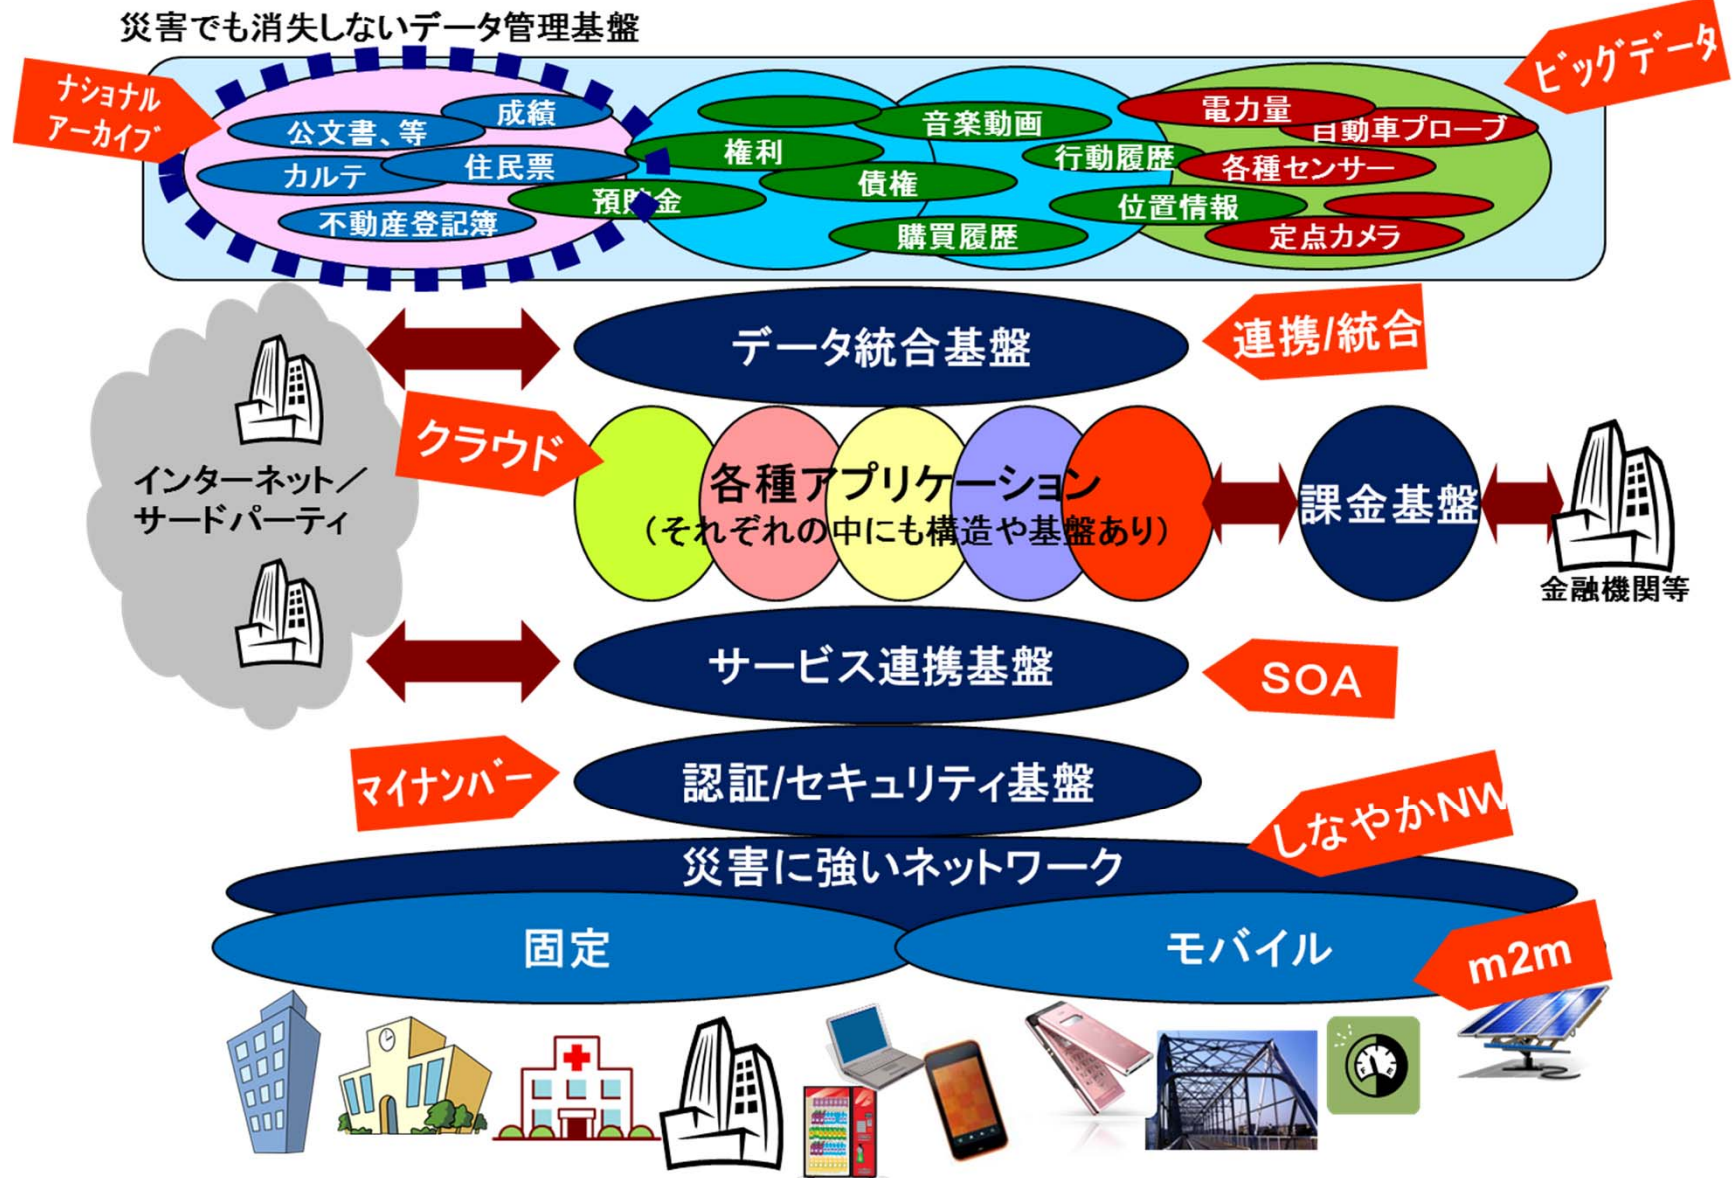 災害でも消失しないデータ管理基盤
ナショナル
アーカイブ
ビッグデータ
成績
公文書、等
カルテ
住民票
不動産登記簿
預貯金
権利
音楽動画
債権
行動履歴
購買履歴
位置情報
電力量
自動車プローブ
各種センサー
定点カメラ
データ統合基盤
連携/統合
クラウド
インターネット/
サードパーティ
各種アプリケーション
(それぞれの中にも構造や基盤あり)
課金基盤
金融機関等
サービス連携基盤
SOA
マイナンバー
認証/セキュリティ基盤
しなやかNW
災害に強いネットワーク
固定
モバイル
m2m